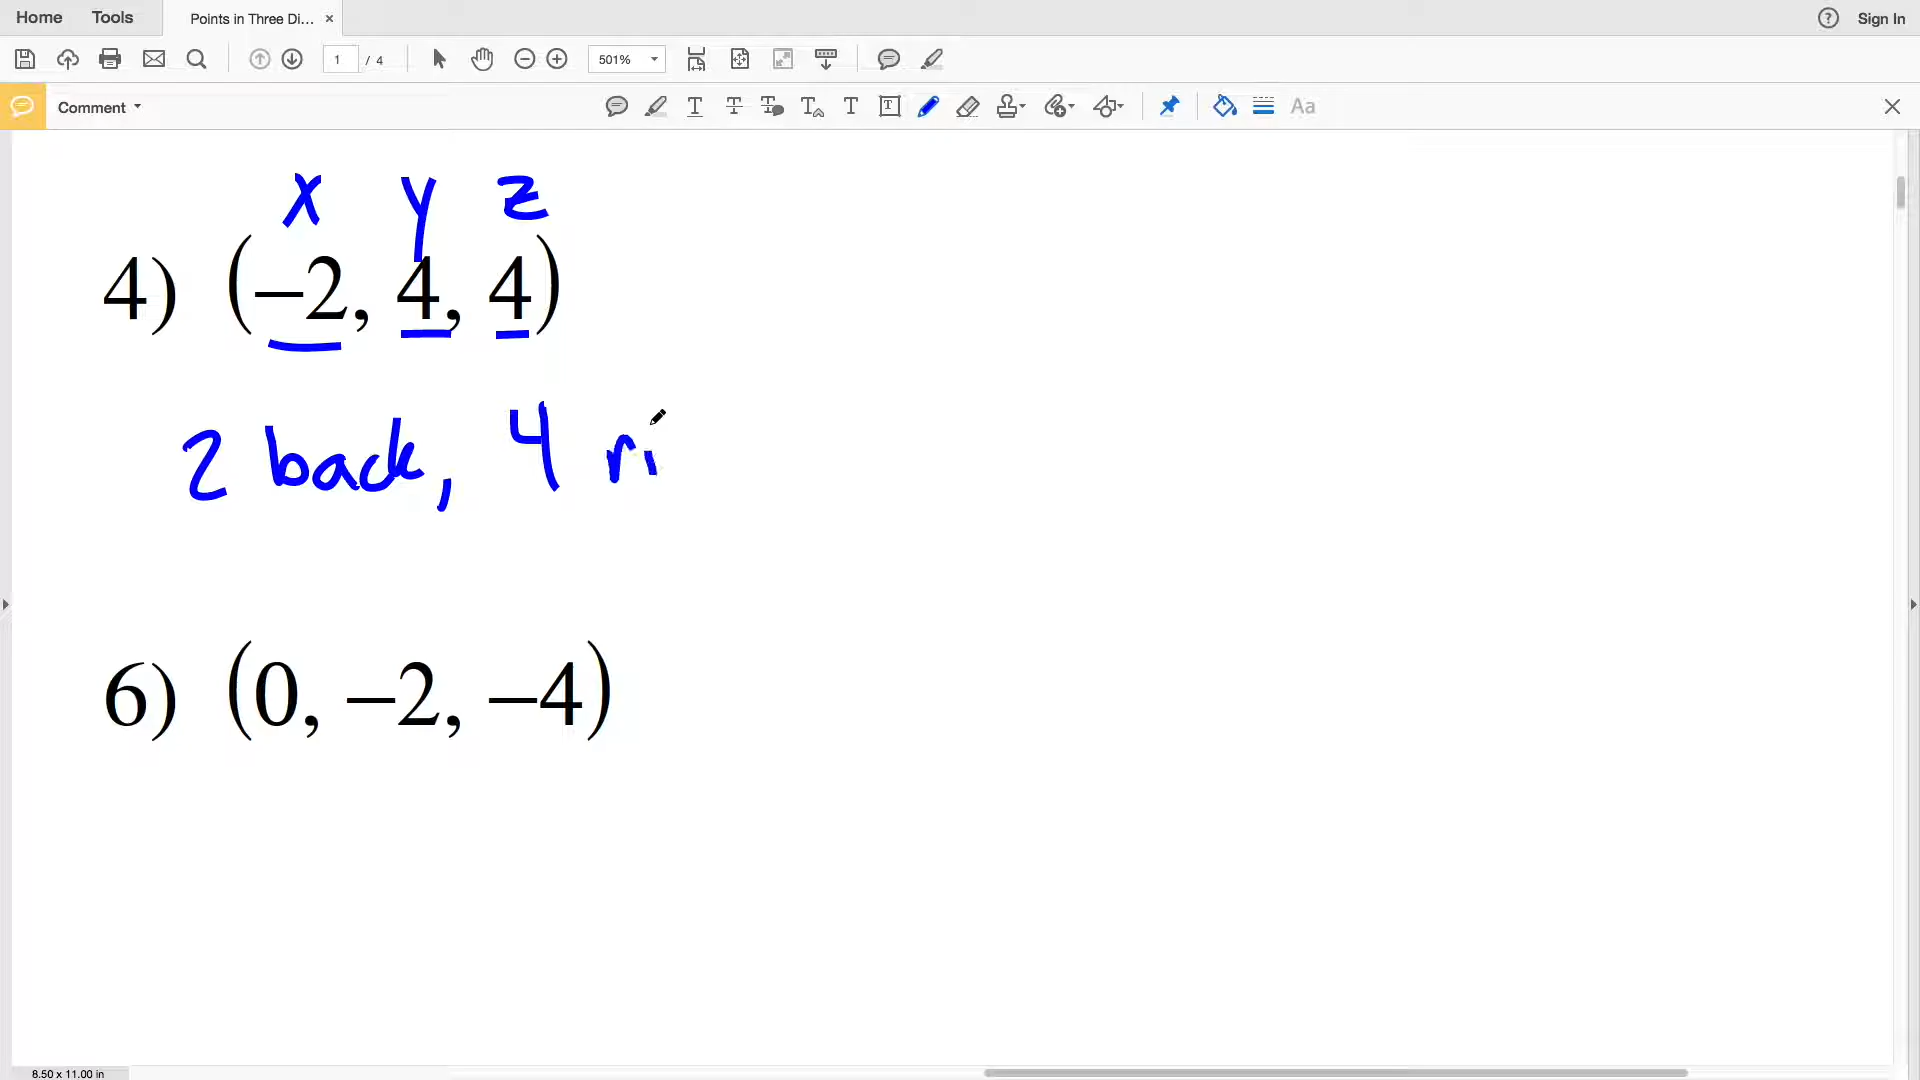 Home Tools Points in Three Di... × ? Sign In
1 / 4 501%
Comment Aa
x y z
4) (−2, 4, 4)
2 back, 4 ri
6) (0, −2, −4)
8.50 x 11.00 in